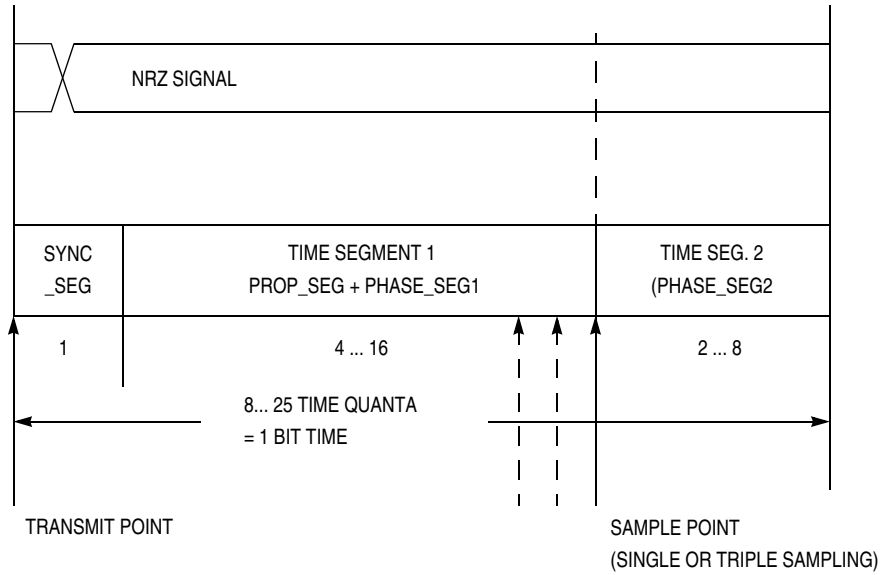 NRZ SIGNAL
SYNC
_SEG
TIME SEGMENT 1
PROP_SEG + PHASE_SEG1
TIME SEG. 2
(PHASE_SEG2
1
4 ... 16
2 ... 8
8... 25 TIME QUANTA
= 1 BIT TIME
TRANSMIT POINT
SAMPLE POINT
(SINGLE OR TRIPLE SAMPLING)